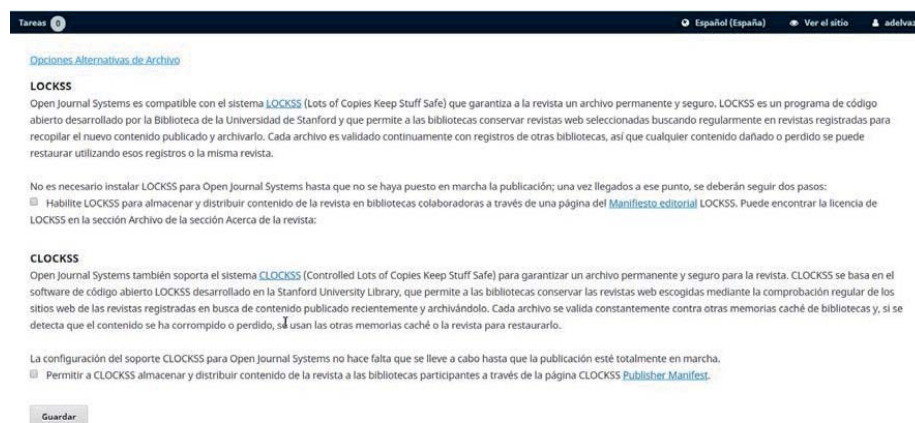 Tareas 0
Español (España) Ver el sitio adelvaz
Opciones Alternativas de Archivo
LOCKSS
Open Journal Systems es compatible con el sistema LOCKSS (Lots of Copies Keep Stuff Safe) que garantiza a la revista un archivo permanente y seguro. LOCKSS es un programa de código
abierto desarrollado por la Biblioteca de la Universidad de Stanford y que permite a las bibliotecas conservar revistas web seleccionadas buscando regularmente en revistas registradas para
recopilar el nuevo contenido publicado y archivarlo. Cada archivo es validado continuamente con registros de otras bibliotecas, así que cualquier contenido dañado o perdido se puede
restaurar utilizando esos registros o la misma revista.
No es necesario instalar LOCKSS para Open Journal Systems hasta que no se haya puesto en marcha la publicación; una vez llegados a ese punto, se deberán seguir dos pasos:
Habilite LOCKSS para almacenar y distribuir contenido de la revista en bibliotecas colaboradoras a través de una página del Manifiesto editorial LOCKSS. Puede encontrar la licencia de
LOCKSS en la sección Archivo de la sección Acerca de la revista:
CLOCKSS
Open Journal Systems también soporta el sistema CLOCKSS (Controlled Lots of Copies Keep Stuff Safe) para garantizar un archivo permanente y seguro para la revista. CLOCKSS se basa en el
software de código abierto LOCKSS desarrollado en la Stanford University Library, que permite a las bibliotecas conservar las revistas web escogidas mediante la comprobación regular de los
sitios web de las revistas registradas en busca de contenido publicado recientemente y archivándolo. Cada archivo se valida constantemente contra otras memorias caché de bibliotecas y, si se
detecta que el contenido se ha corrompido o perdido, se usan las otras memorias caché o la revista para restaurarlo.
La configuración del soporte CLOCKSS para Open Journal Systems no hace falta que se lleve a cabo hasta que la publicación esté totalmente en marcha.
Permitir a CLOCKSS almacenar y distribuir contenido de la revista a las bibliotecas participantes a través de la página CLOCKSS Publisher Manifest.
Guardar